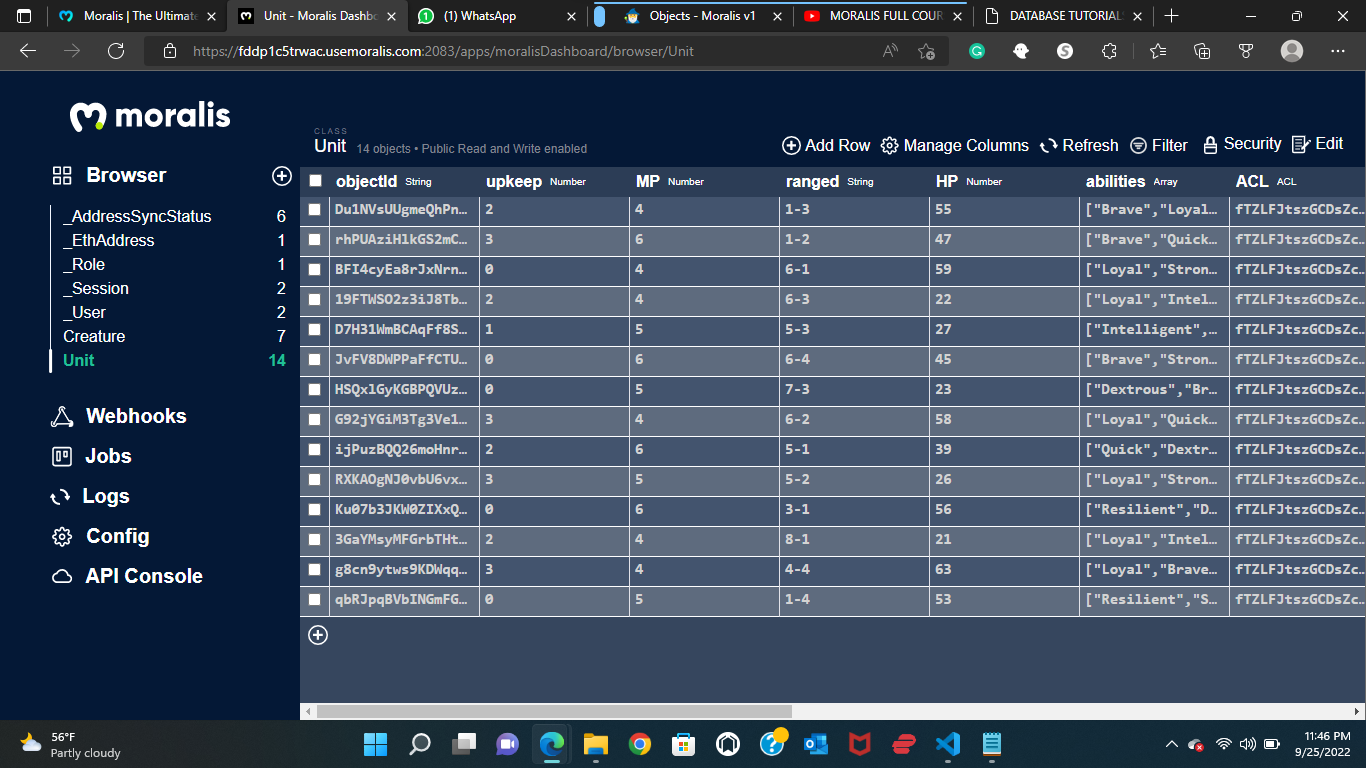 Moralis | The Ultimate
Unit - Moralis Dashbo
(1) WhatsApp
Objects - Moralis v1
MORALIS FULL COUR
DATABASE TUTORIAL
https://fddp1c5trwac.usemoralis.com:2083/apps/moralisDashboard/browser/Unit
moralis
CLASS
Unit 14 objects • Public Read and Write enabled
Add Row Manage Columns Refresh Filter Security Edit
Browser
_AddressSyncStatus 6
_EthAddress 1
_Role 1
_Session 2
_User 2
Creature 7
Unit 14
Webhooks
Jobs
Logs
Config
API Console
objectId String upkeep Number MP Number ranged String HP Number abilities Array ACL ACL
Du1NVsUUgmeQhPn… 2 4 1-3 55 ["Brave","Loyal… fTZLFJtszGCDsZc…
rhPUAziHlkGS2mC… 3 6 1-2 47 ["Brave","Quick… fTZLFJtszGCDsZc…
BFI4cyEa8rJxNrn… 0 4 6-1 59 ["Loyal","Stron… fTZLFJtszGCDsZc…
19FTWSO2z3iJ8Tb… 2 4 6-3 22 ["Loyal","Intel… fTZLFJtszGCDsZc…
D7H31WmBCAqFf8S… 1 5 5-3 27 ["Intelligent",… fTZLFJtszGCDsZc…
JvFV8DWPPaFfCTU… 0 6 6-4 45 ["Brave","Stron… fTZLFJtszGCDsZc…
HSQxlGyKGBPQVUz… 0 5 7-3 23 ["Dextrous","Br… fTZLFJtszGCDsZc…
G92jYGiM3Tg3Ve1… 3 4 6-2 58 ["Loyal","Quick… fTZLFJtszGCDsZc…
ijPuzBQQ26moHnr… 2 6 5-1 39 ["Quick","Dextr… fTZLFJtszGCDsZc…
RXKAOgNJ0vbU6vx… 3 5 5-2 26 ["Loyal","Stron… fTZLFJtszGCDsZc…
Ku07b3JKW0ZIXxQ… 0 6 3-1 56 ["Resilient","D… fTZLFJtszGCDsZc…
3GaYMsyMFGrbTHt… 2 4 8-1 21 ["Loyal","Intel… fTZLFJtszGCDsZc…
g8cn9ytws9KDWqq… 3 4 4-4 63 ["Loyal","Brave… fTZLFJtszGCDsZc…
qbRJpqBVbINGmFG… 0 5 1-4 53 ["Resilient","S… fTZLFJtszGCDsZc…
56°F
Partly cloudy
11:46 PM
9/25/2022